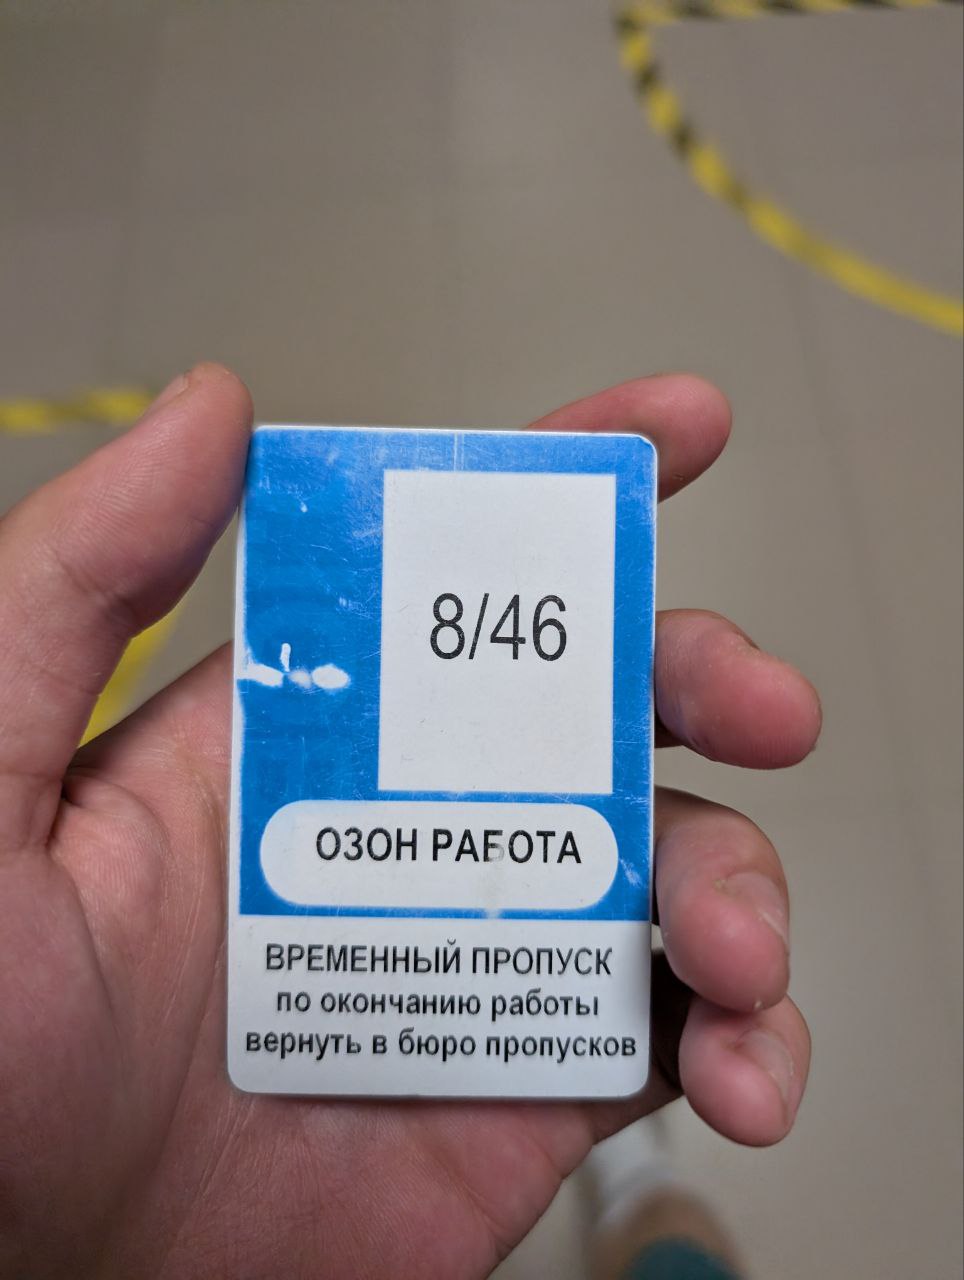 8/46
ОЗОН РАБОТА
ВРЕМЕННЫЙ ПРОПУСК
по окончанию работы
вернуть в бюро пропусков